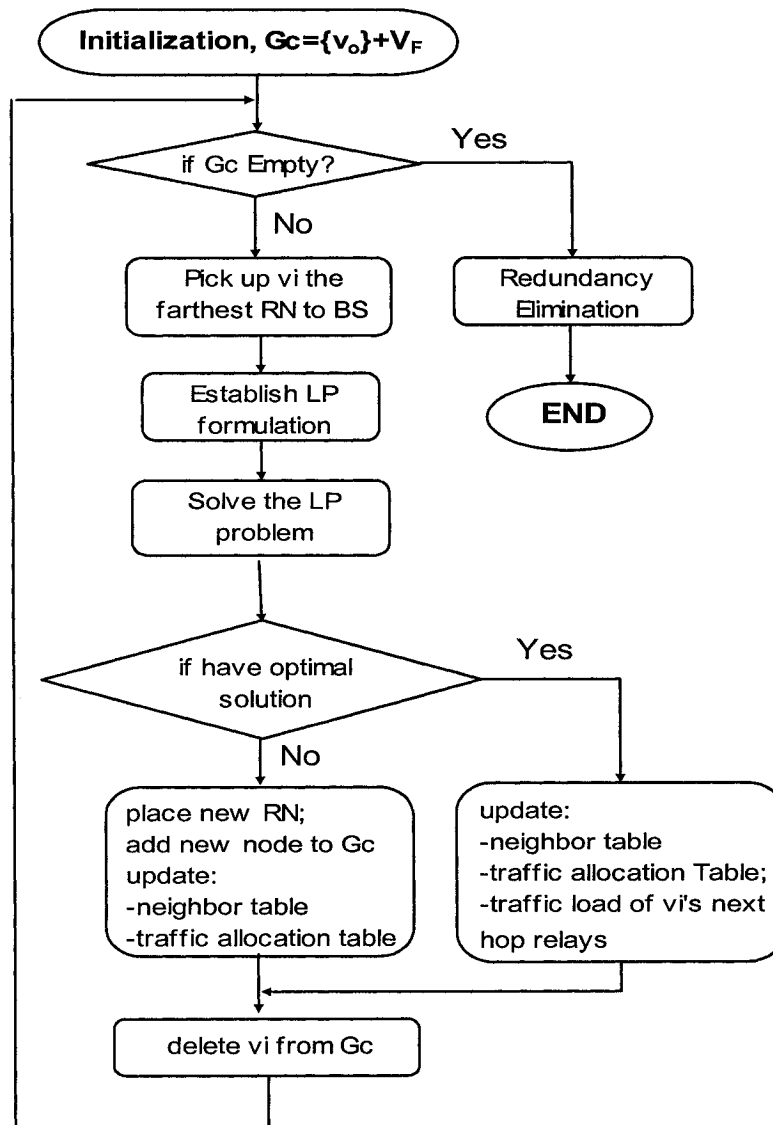 Initialization, Gc={vₒ}+V_F
Yes
if Gc Empty?
No
Pick up vi the
farthest RN to BS
Redundancy
Elimination
Establish LP
formulation
END
Solve the LP
problem
Yes
if have optimal
solution
No
place new RN;
add new node to Gc
update:
-neighbor table
-traffic allocation table
update:
-neighbor table
-traffic allocation Table;
-traffic load of vi's next
hop relays
delete vi from Gc